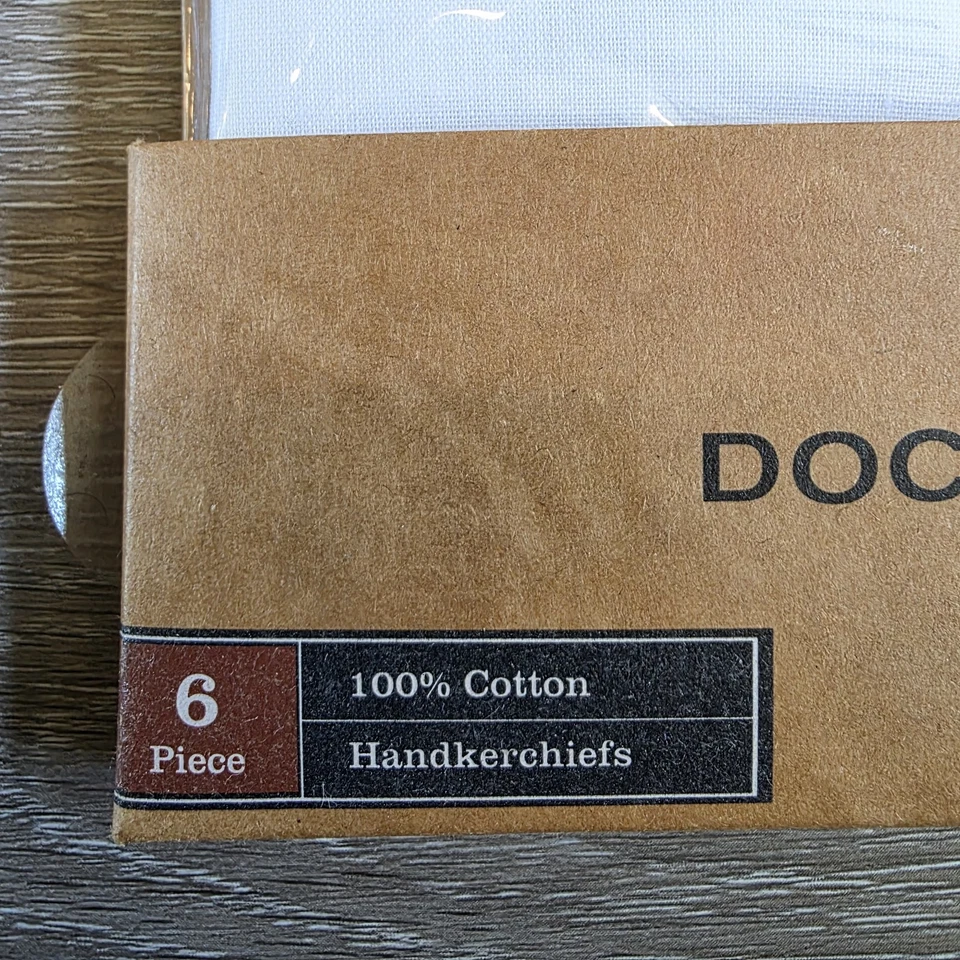 DOC
6
Piece
100% Cotton
Handkerchiefs